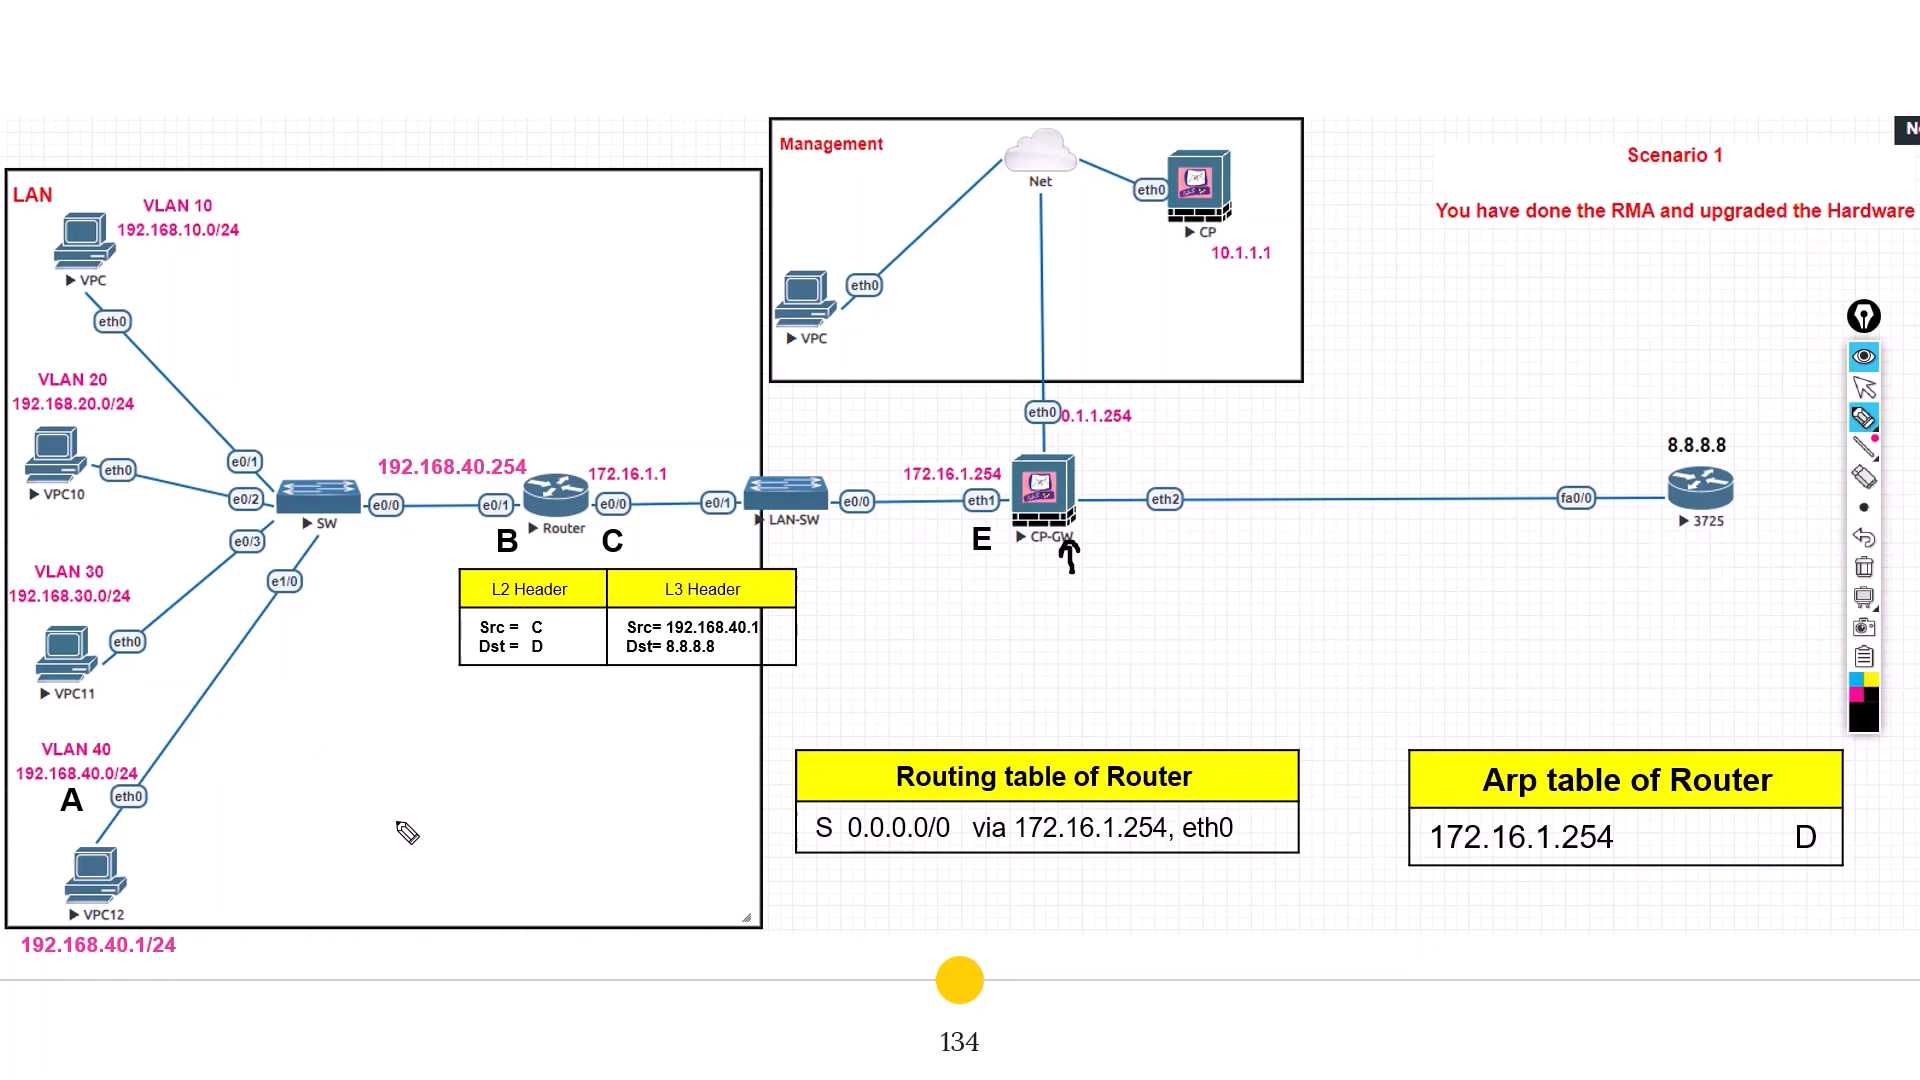 Scenario 1
You have done the RMA and upgraded the Hardware
LAN
VLAN 10
192.168.10.0/24
VPC
eth0
VLAN 20
192.168.20.0/24
eth0
VPC10
e0/1
e0/2
e0/3
e1/0
SW
e0/0
VLAN 30
192.168.30.0/24
eth0
VPC11
VLAN 40
192.168.40.0/24
A
eth0
VPC12
192.168.40.1/24
192.168.40.254
e0/1
B
Router
172.16.1.1
e0/0
C
e0/1
LAN-SW
e0/0
L2 Header L3 Header
Src = C Src= 192.168.40.1
Dst = D Dst= 8.8.8.8
Management
Net
eth0
CP
10.1.1.1
eth0
VPC
eth0
0.1.1.254
172.16.1.254
eth1
E
CP-GW
eth2
fa0/0
8.8.8.8
3725
Routing table of Router
S 0.0.0.0/0 via 172.16.1.254, eth0
Arp table of Router
172.16.1.254 D
134